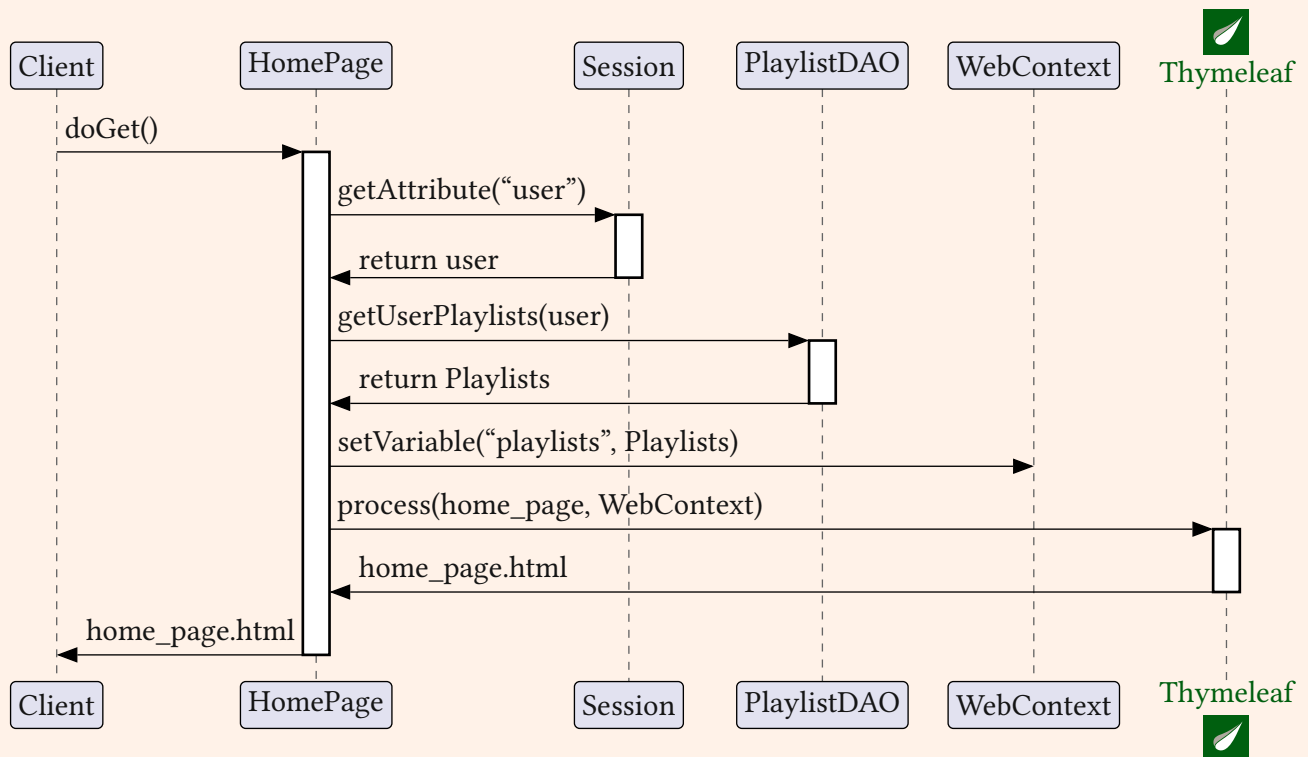 Client
HomePage
Session
PlaylistDAO
WebContext
Thymeleaf
doGet()
getAttribute(“user”)
return user
getUserPlaylists(user)
return Playlists
setVariable(“playlists”, Playlists)
process(home_page, WebContext)
home_page.html
home_page.html
Client
HomePage
Session
PlaylistDAO
WebContext
Thymeleaf